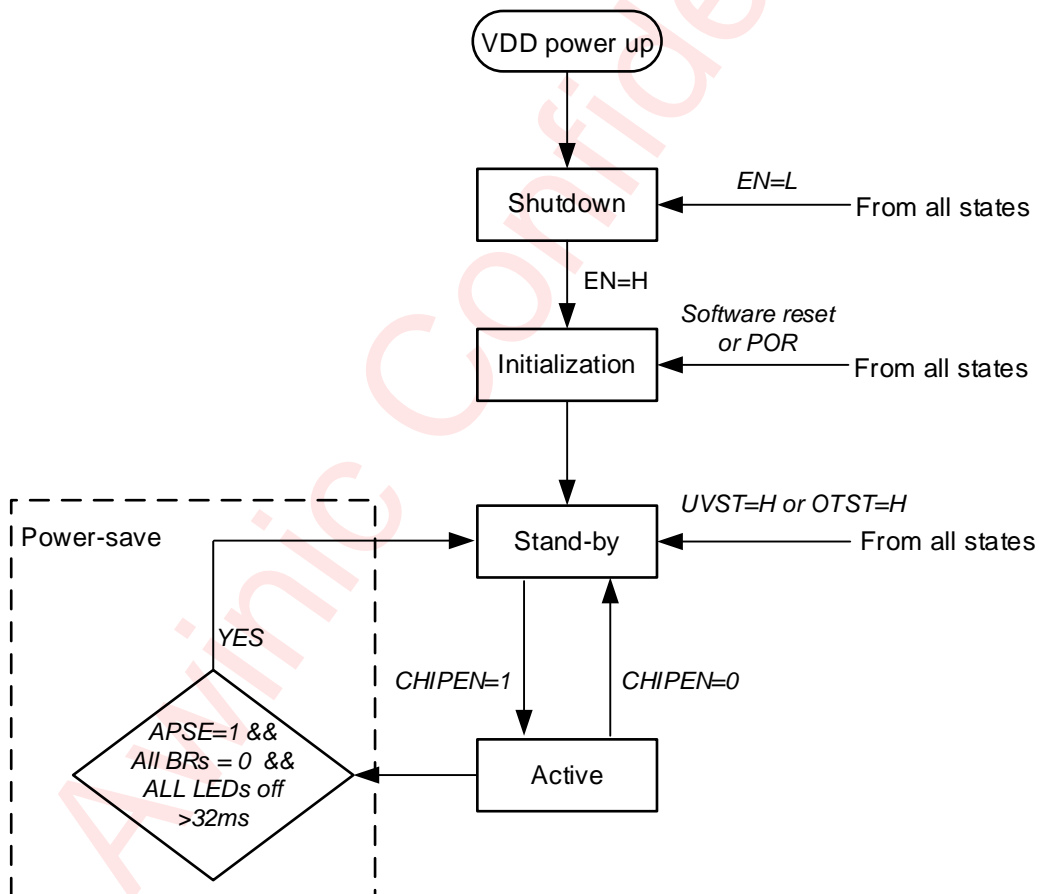 VDD power up
Shutdown
EN=L
From all states
EN=H
Initialization
Software reset
or POR
From all states
Power-save
Stand-by
UVST=H or OTST=H
From all states
YES
CHIPEN=1
CHIPEN=0
APSE=1 &&
All BRs = 0 &&
ALL LEDs off
>32ms
Active
Awinic Confide